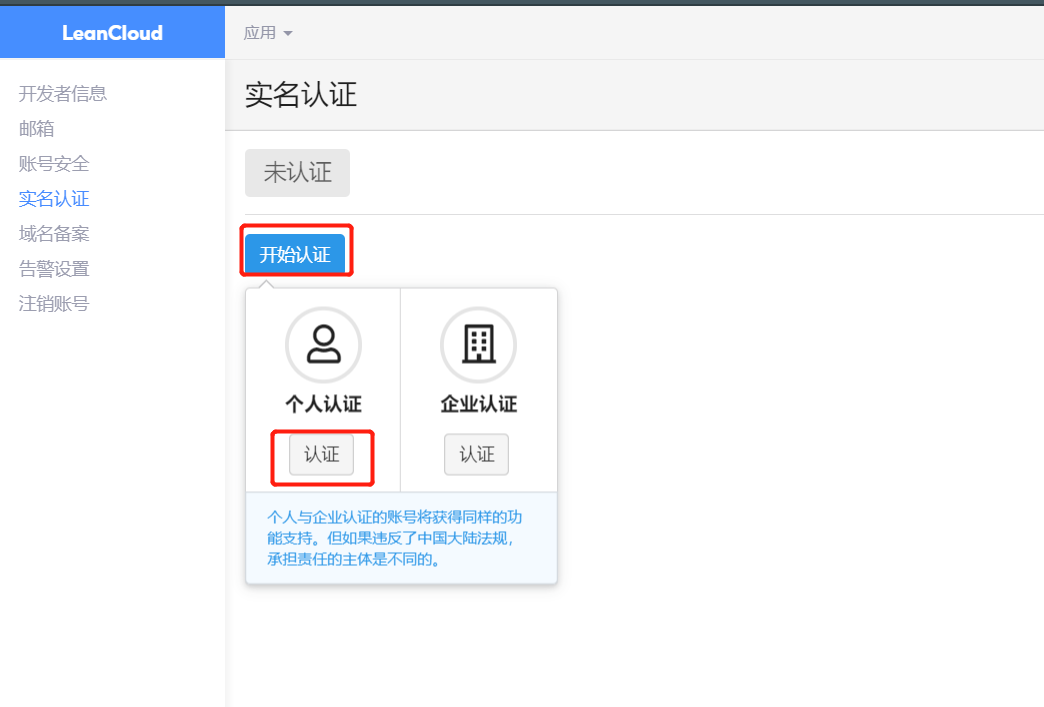 LeanCloud
应用
开发者信息
邮箱
账号安全
实名认证
域名备案
告警设置
注销账号
实名认证
未认证
开始认证
个人认证
企业认证
认证
认证
个人与企业认证的账号将获得同样的功
能支持。但如果违反了中国大陆法规，
承担责任的主体是不同的。